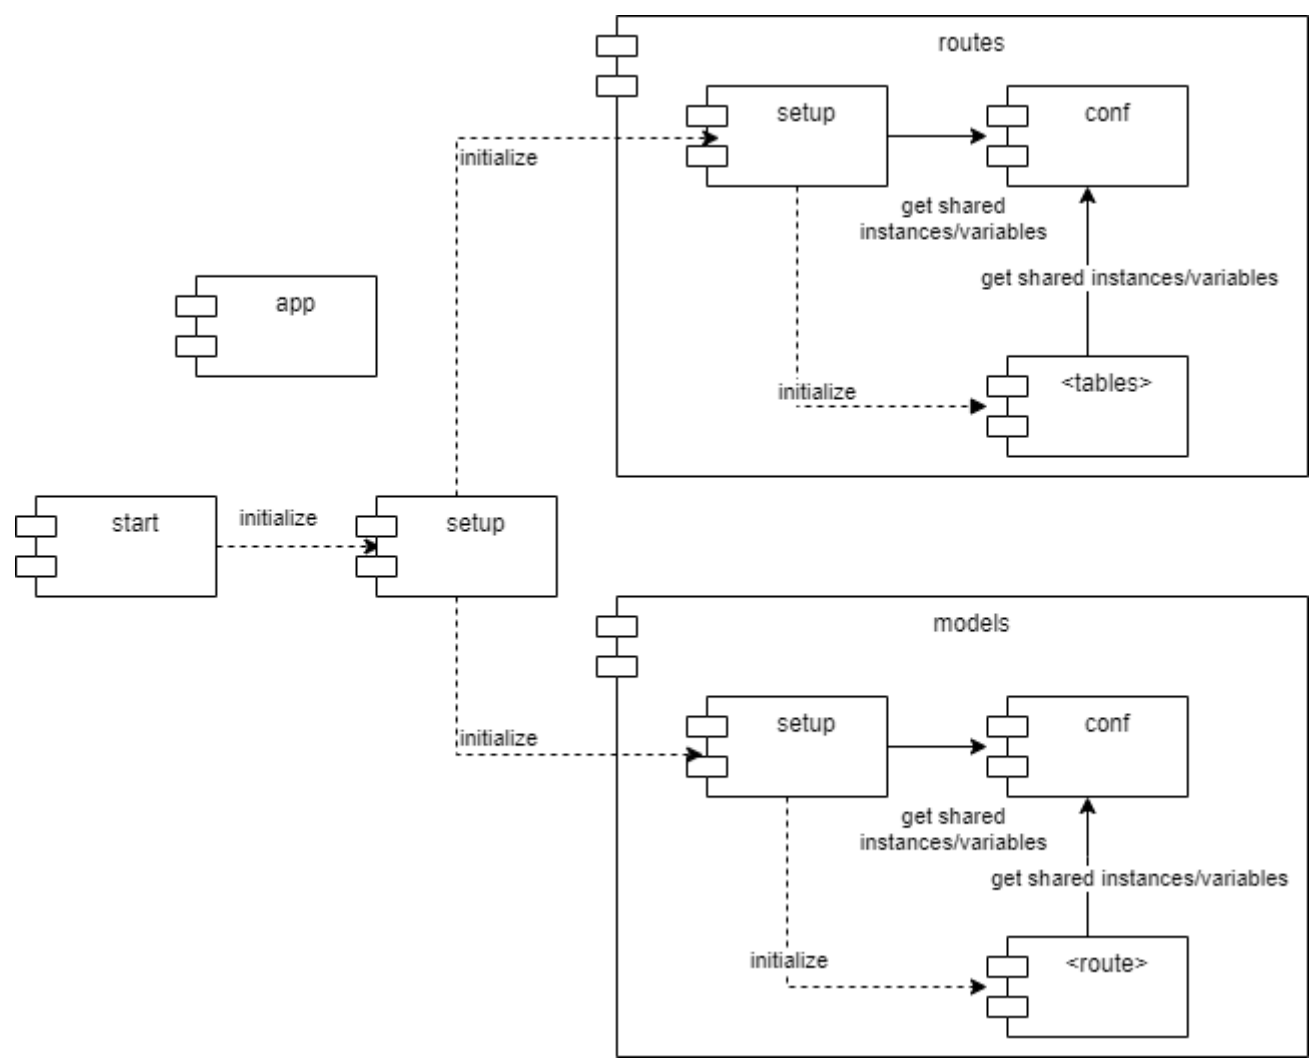 routes
setup
conf
initialize
get shared
instances/variables
get shared instances/variables
app
<tables>
initialize
start
initialize
setup
models
setup
conf
initialize
get shared
instances/variables
get shared instances/variables
initialize
<route>